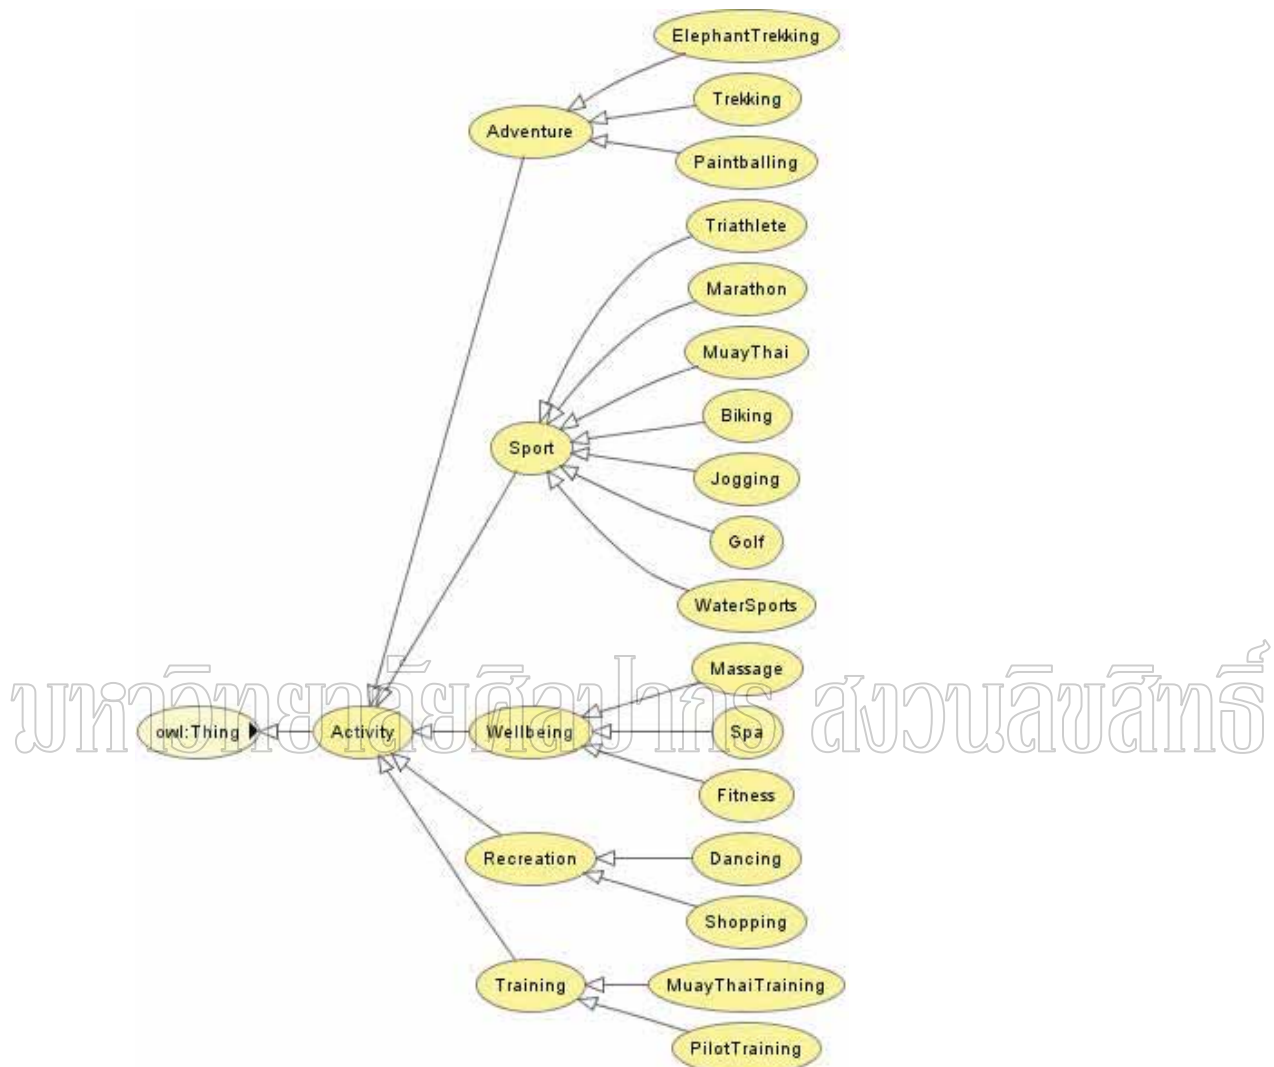 ElephantTrekking
Trekking
Adventure
Paintballing
Triathlete
Marathon
MuayThai
Biking
Sport
Jogging
Golf
WaterSports
Massage
มหาวิทยาลัยศิลปากร สงวนลิขสิทธิ์
owl:Thing
Activity
Wellbeing
Spa
Fitness
Recreation
Dancing
Shopping
Training
MuayThaiTraining
PilotTraining